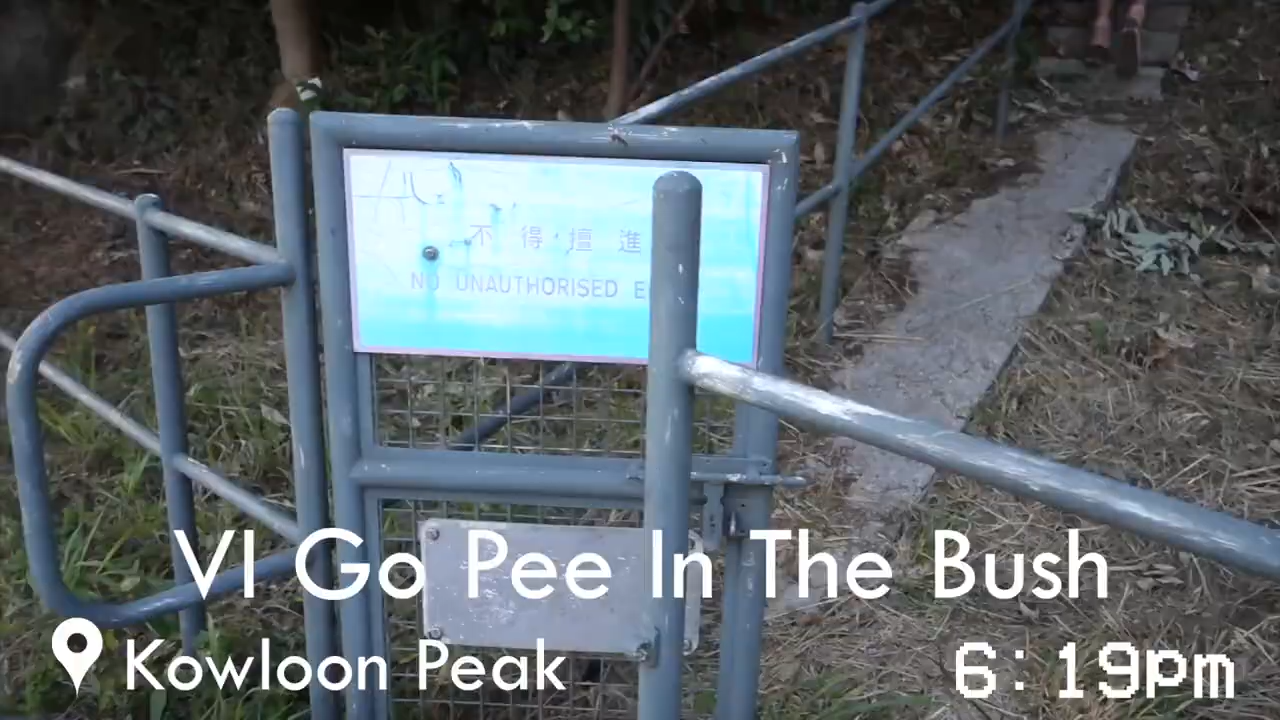 不得擅進
NO UNAUTHORISED
VI Go Pee In The Bush
Kowloon Peak
6:19pm